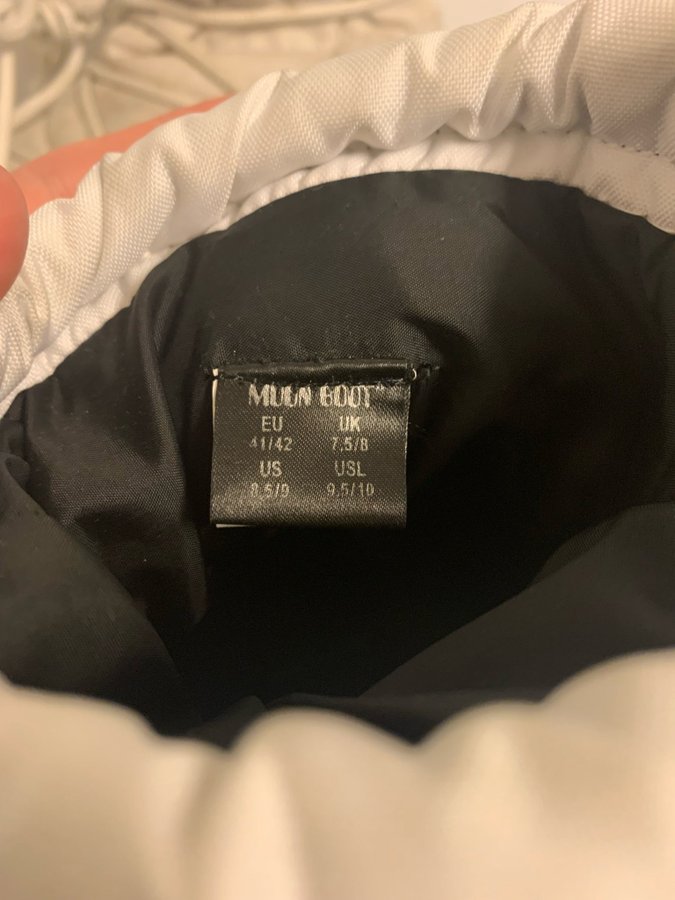 MOON BOOT
EU UK
41/42 7.5/8
US USL
8.5/9 9.5/10